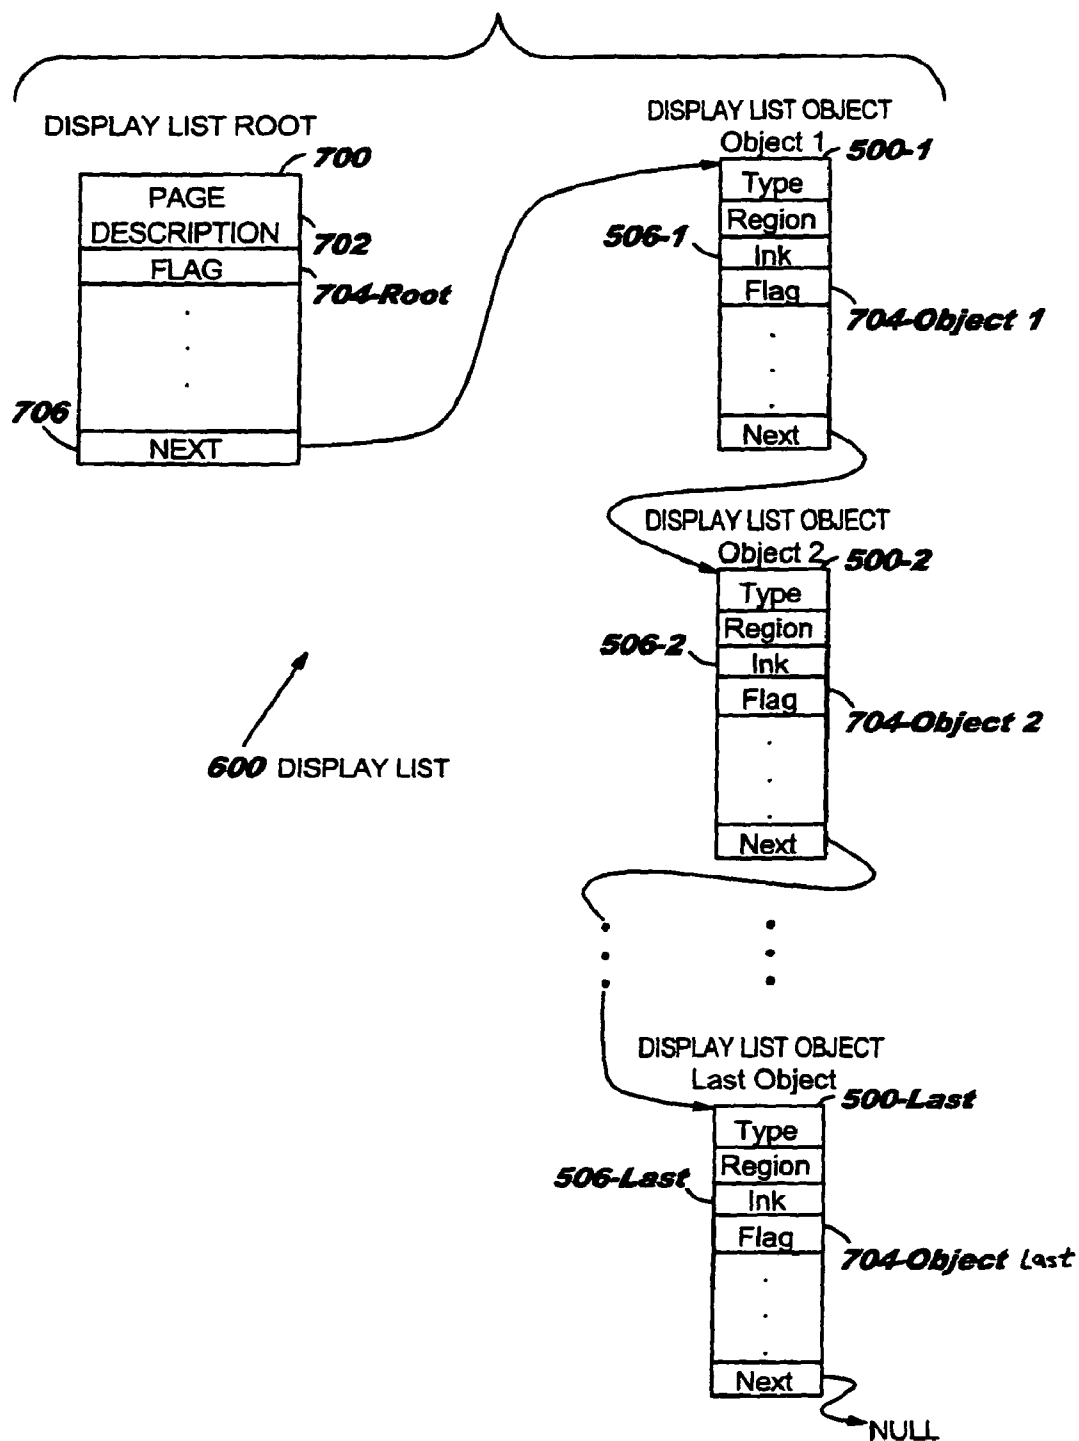 DISPLAY LIST ROOT
700
PAGE
DESCRIPTION
702
FLAG
704-Root
706
NEXT
DISPLAY LIST OBJECT
Object 1
500-1
Type
Region
506-1
Ink
Flag
704-Object 1
Next
DISPLAY LIST OBJECT
Object 2
500-2
Type
Region
506-2
Ink
Flag
704-Object 2
Next
600 DISPLAY LIST
DISPLAY LIST OBJECT
Last Object
500-Last
Type
Region
506-Last
Ink
Flag
704-Object Last
Next
NULL